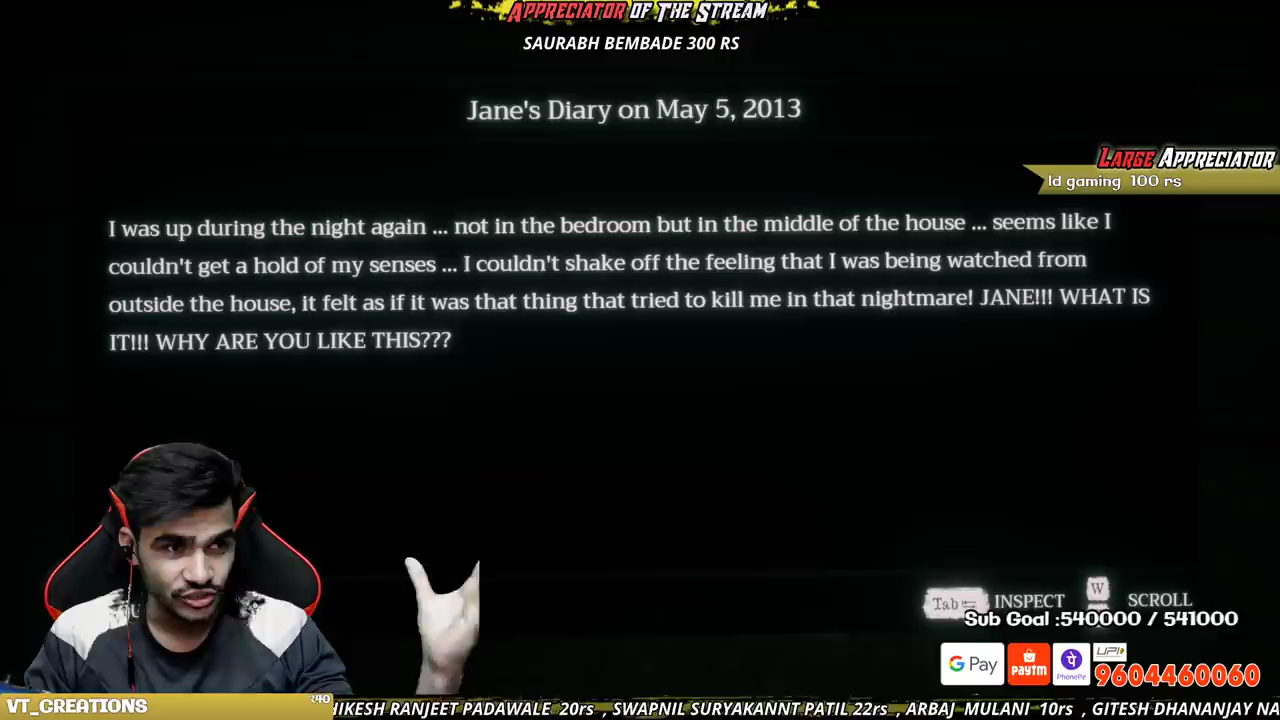 APPRECIATOR OF THE STREAM
SAURABH BEMBADE 300 RS
Jane's Diary on May 5, 2013
LARGE APPRECIATOR
ld gaming 100 rs
I was up during the night again ... not in the bedroom but in the middle of the house ... seems like I
couldn't get a hold of my senses ... I couldn't shake off the feeling that I was being watched from
outside the house, it felt as if it was that thing that tried to kill me in that nightmare! JANE!!! WHAT IS
IT!!! WHY ARE YOU LIKE THIS???
Tab INSPECT W SCROLL
Sub Goal :540000 / 541000
G Pay paytm PhonePe UPI
9604460060
VT_CREATIONS ₹40 NIKESH RANJEET PADAWALE 20rs , SWAPNIL SURYAKANNT PATIL 22rs , ARBAJ MULANI 10rs , GITESH DHANANJAY NA